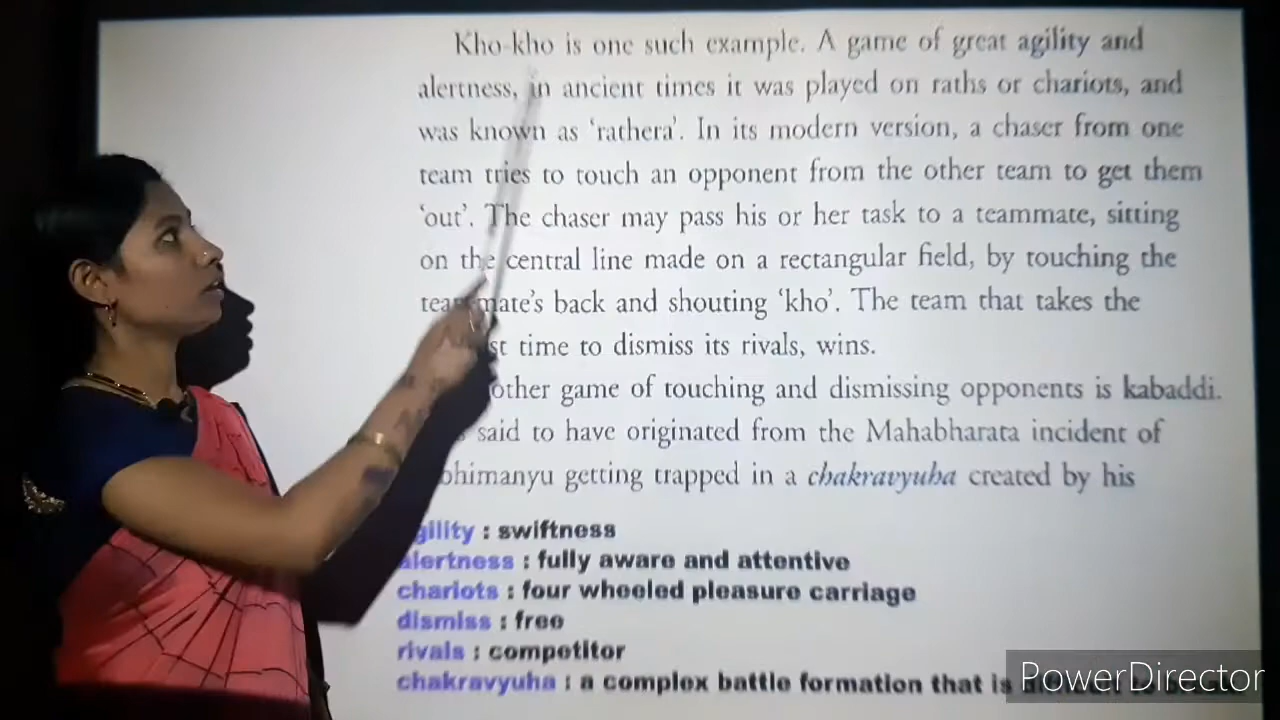 Kho-kho is one such example. A game of great agility and
alertness, in ancient times it was played on raths or chariots, and
was known as ‘rathera’. In its modern version, a chaser from one
team tries to touch an opponent from the other team to get them
‘out’. The chaser may pass his or her task to a teammate, sitting
on the central line made on a rectangular field, by touching the
teammate’s back and shouting ‘kho’. The team that takes the
time to dismiss its rivals, wins.
other game of touching and dismissing opponents is kabaddi.
said to have originated from the Mahabharata incident of
bhimanyu getting trapped in a chakravyuha created by his
gility : swiftness
alertness : fully aware and attentive
chariots : four wheeled pleasure carriage
dismiss : free
rivals : competitor
chakravyuha : a complex battle formation that is
PowerDirector